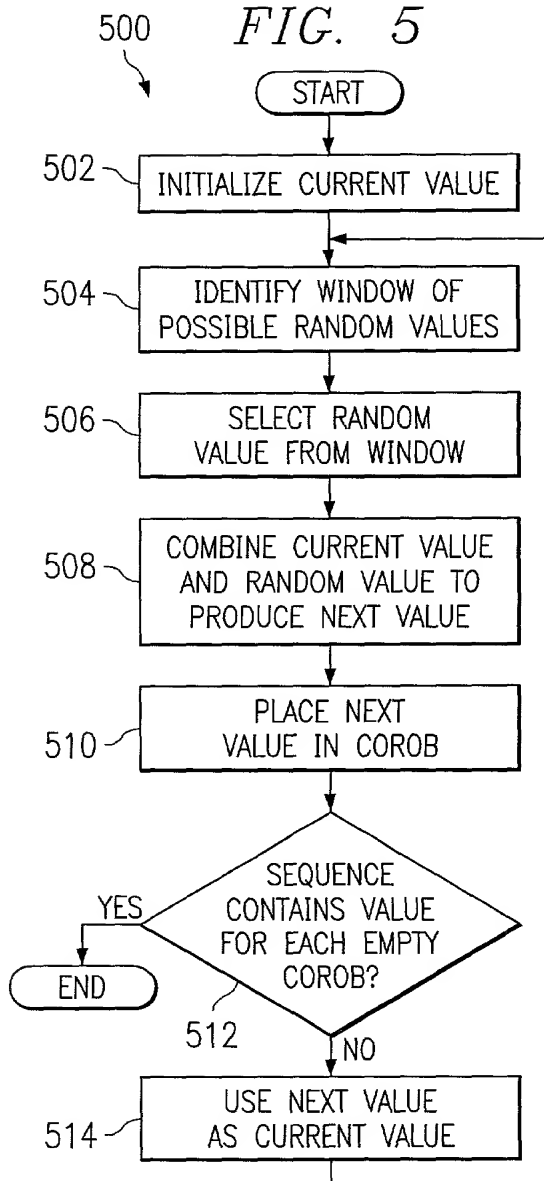 500
FIG. 5
START
502
INITIALIZE CURRENT VALUE
504
IDENTIFY WINDOW OF
POSSIBLE RANDOM VALUES
506
SELECT RANDOM
VALUE FROM WINDOW
508
COMBINE CURRENT VALUE
AND RANDOM VALUE TO
PRODUCE NEXT VALUE
510
PLACE NEXT
VALUE IN COROB
SEQUENCE
CONTAINS VALUE
FOR EACH EMPTY
COROB?
YES
END
512
NO
514
USE NEXT VALUE
AS CURRENT VALUE